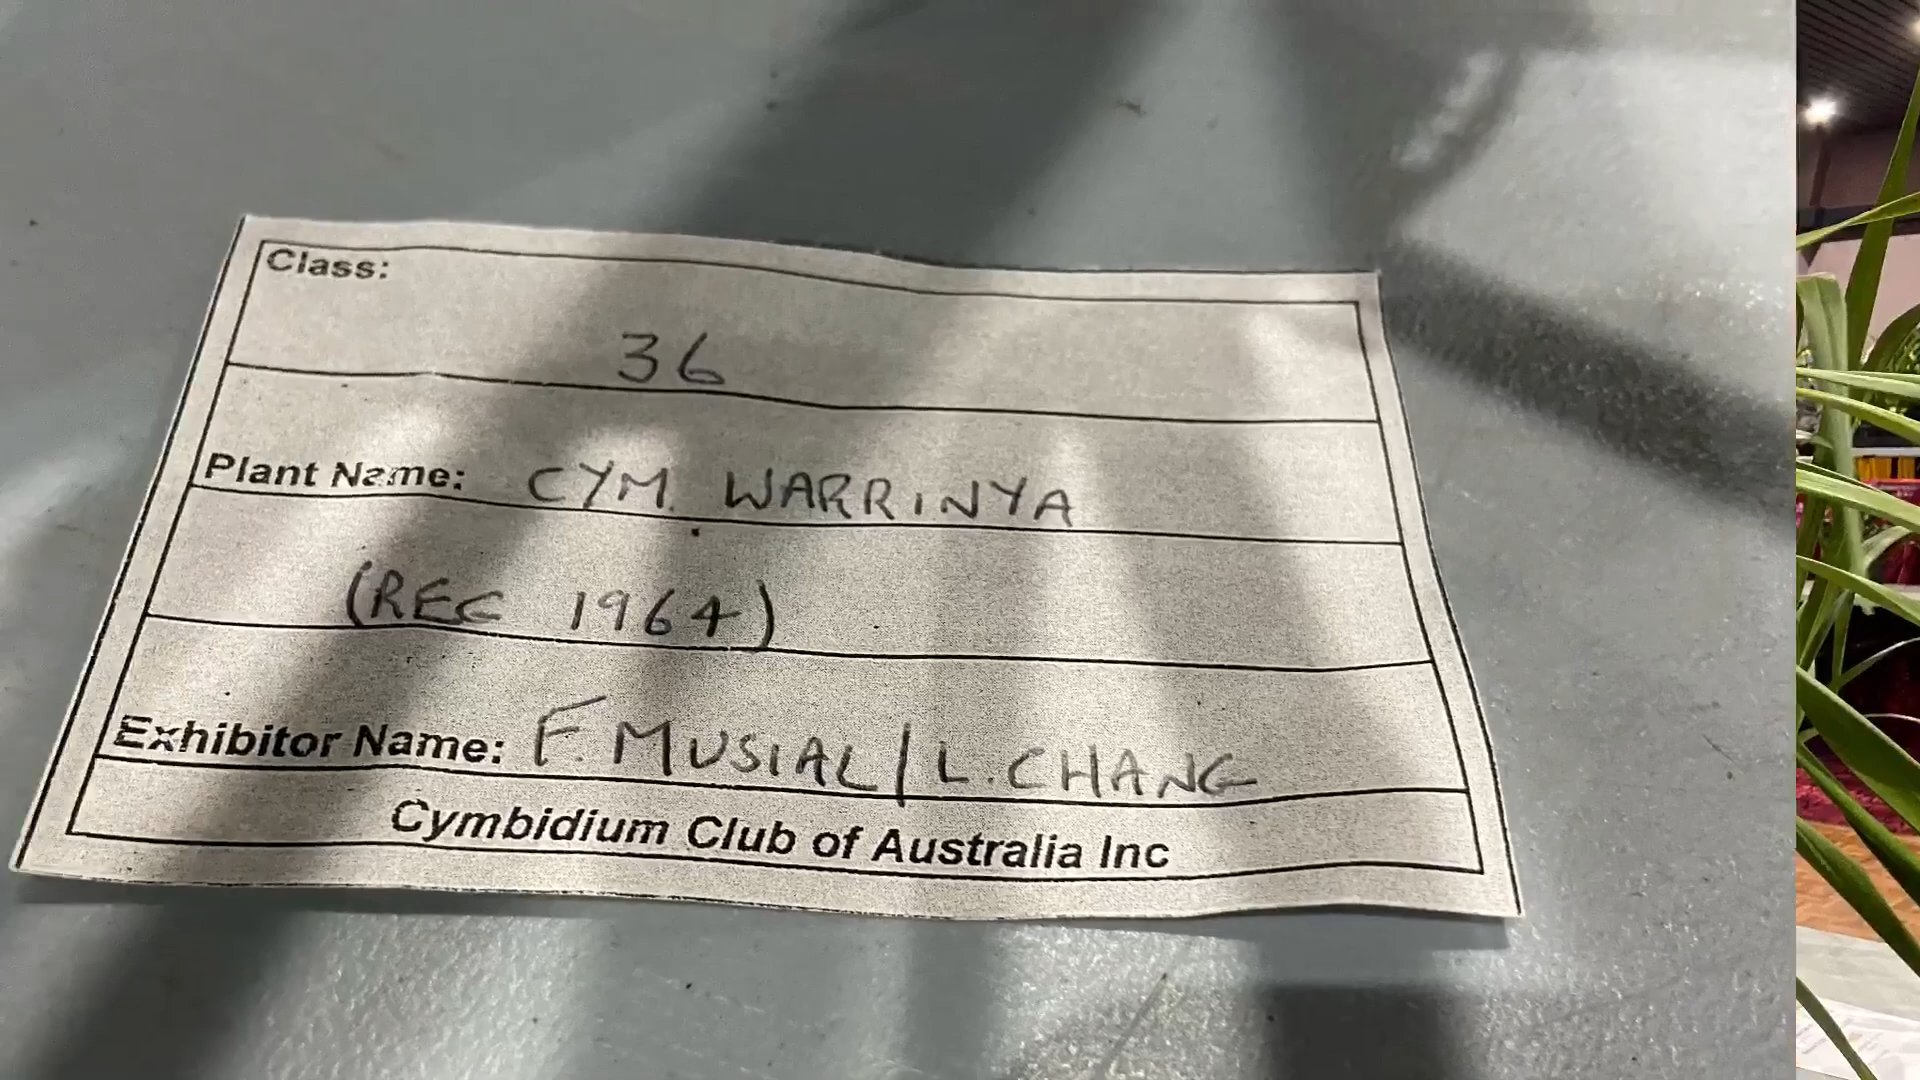 Class:
36
Plant Name: CYM. WARRINYA
(REG 1964)
Exhibitor Name: F. MUSIAL / L. CHANG
Cymbidium Club of Australia Inc